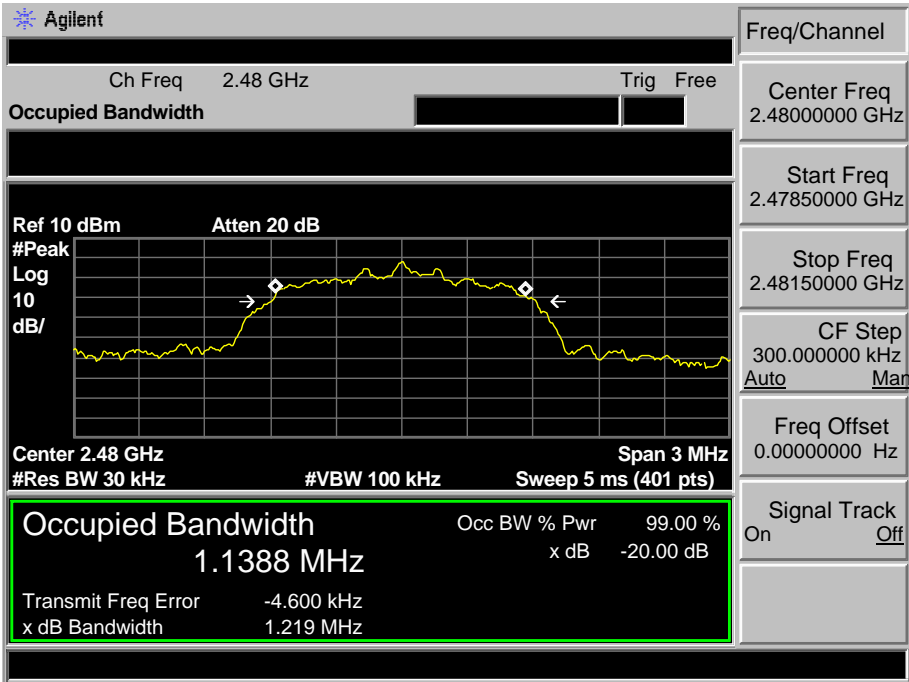 Agilent
Freq/Channel
Ch Freq 2.48 GHz Trig Free
Occupied Bandwidth
Center Freq
2.48000000 GHz
Start Freq
2.47850000 GHz
Stop Freq
2.48150000 GHz
CF Step
300.000000 kHz
Auto Man
Freq Offset
0.00000000 Hz
Signal Track
On Off
Ref 10 dBm Atten 20 dB
#Peak
Log
10
dB/
Center 2.48 GHz Span 3 MHz
#Res BW 30 kHz #VBW 100 kHz Sweep 5 ms (401 pts)
Occupied Bandwidth Occ BW % Pwr 99.00 %
1.1388 MHz x dB -20.00 dB
Transmit Freq Error -4.600 kHz
x dB Bandwidth 1.219 MHz